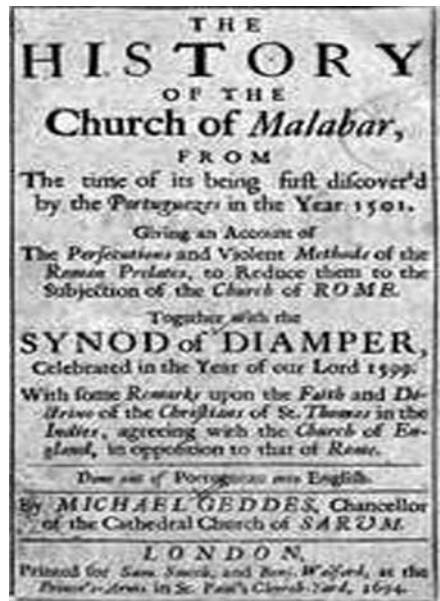 THE
HISTORY
OF THE
Church of Malabar,
FROM
The time of its being first discover'd
by the Portuguezes in the Year 1501.
Giving an Account of
The Persecutions and Violent Methods of the
Roman Prelates, to Reduce them to the
Subjection of the Church of ROME.
Together with the
SYNOD of DIAMPER,
Celebrated in the Year of our Lord 1599.
With some Remarks upon the Faith and Do-
ctrine of the Christians of St. Thomas in the
Indies, agreeing with the Church of En-
gland, in opposition to that of Rome.
Done out of Portugueze into English.
By MICHAEL GEDDES, Chancellor
of the Cathedral Church of SARUM.
LONDON,
Printed for Sam. Smith, and Benj. Walford, at the
Prince's-Arms in St. Paul's Church-Yard, 1694.